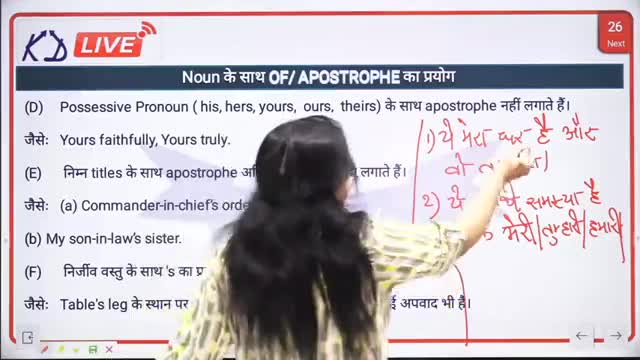 KD LIVE
26
Next
Noun के साथ OF/ APOSTROPHE का प्रयोग
(D) Possessive Pronoun ( his, hers, yours, ours, theirs) के साथ apostrophe नहीं लगाते हैं।
जैसेः Yours faithfully, Yours truly.
(E) निम्न titles के साथ apostrophe लगाते हैं।
जैसेः (a) Commander-in-chief's
(b) My son-in-law's sister.
(F) निर्जीव वस्तु के साथ 's का
जैसेः Table's leg के स्थान पर अपवाद भी है।
1) ये मेरा घर है और
वो
2) ये समस्या है
मेरी/तुम्हारी/हमारी/